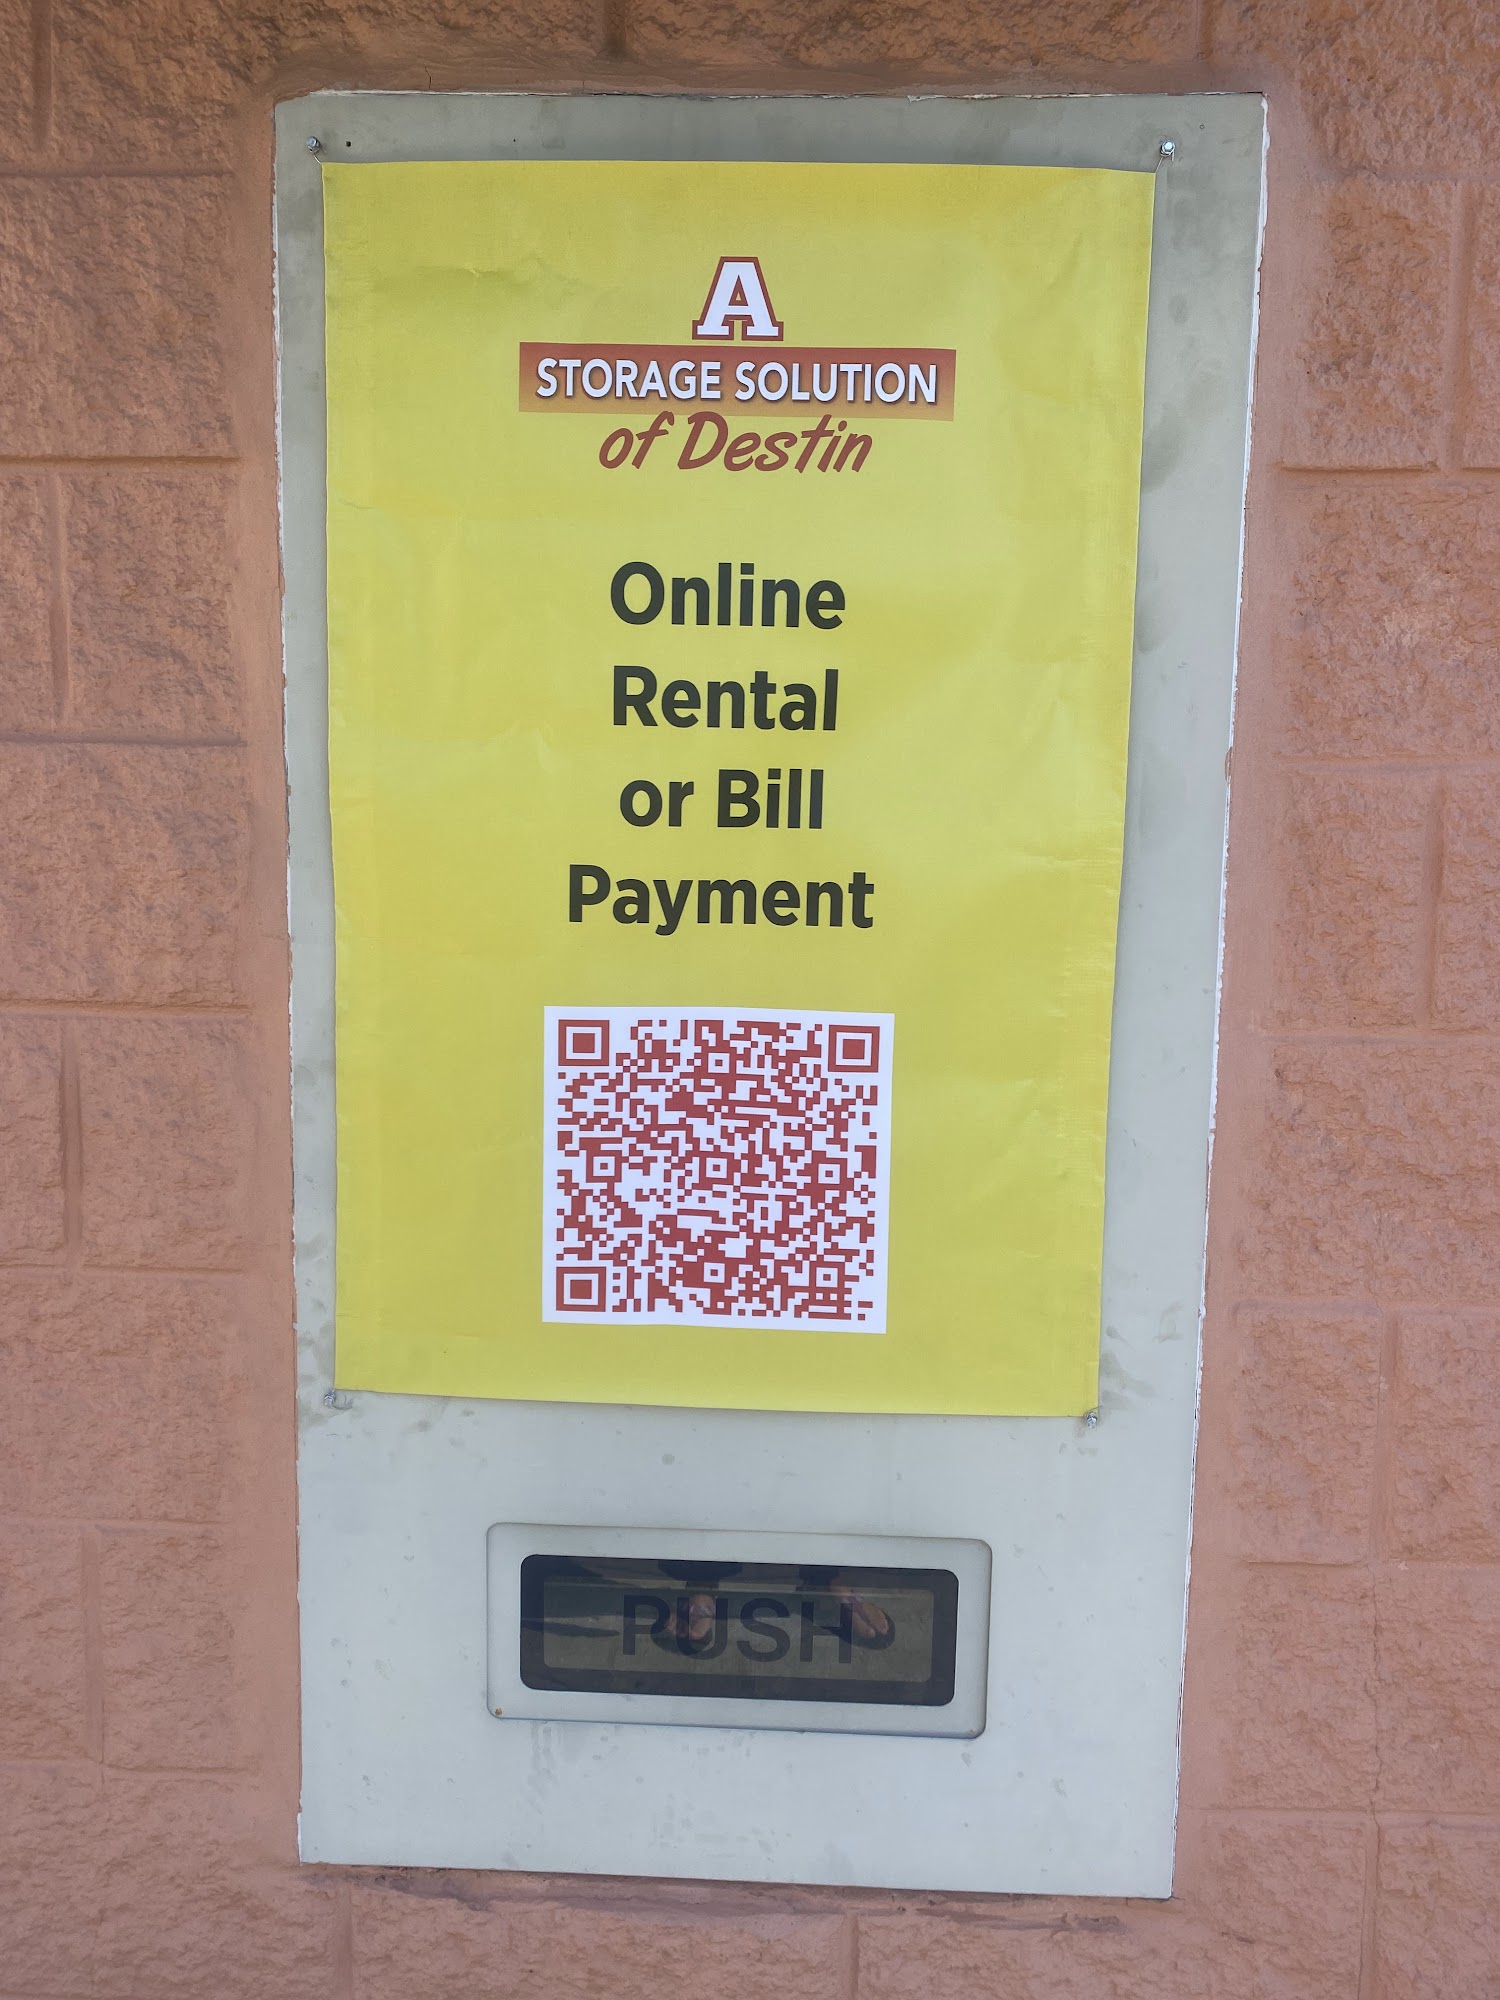 A
STORAGE SOLUTION
of Destin
Online
Rental
or Bill
Payment
PUSH